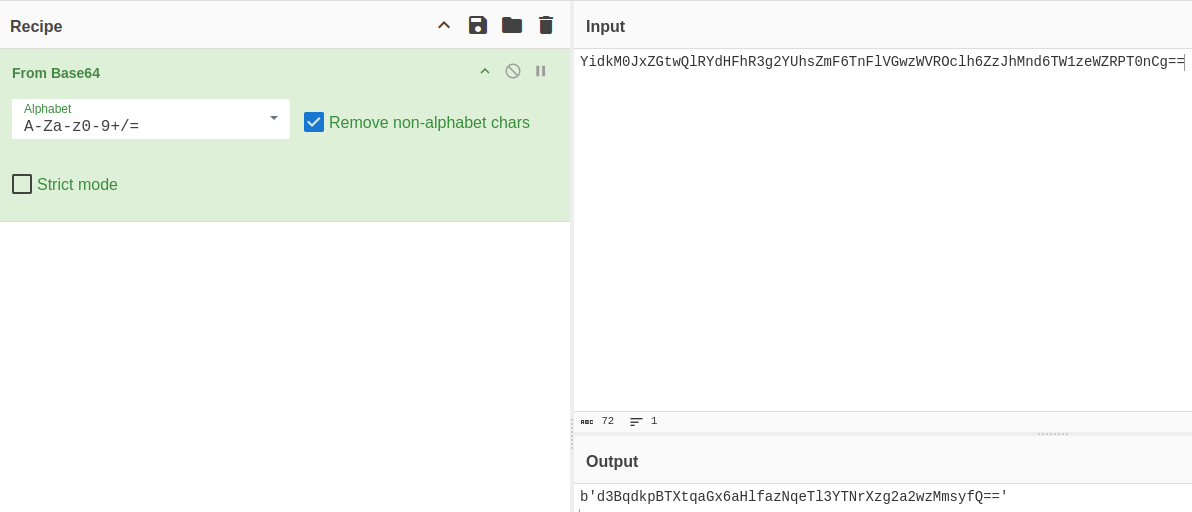 Recipe
From Base64
Alphabet
A-Za-z0-9+/=
Remove non-alphabet chars
Strict mode
Input
YidkM0JxZGtwQlRYdHFhR3g2YUhsZmF6TnFlVGwzWVROclh6ZzJhMnd6TW1zeWZRPT0nCg==
ABC 72 1
Output
b'd3BqdkpBTXtqaGx6aHlfazNqeTl3YTNrXzg2a2wzMmsyfQ=='